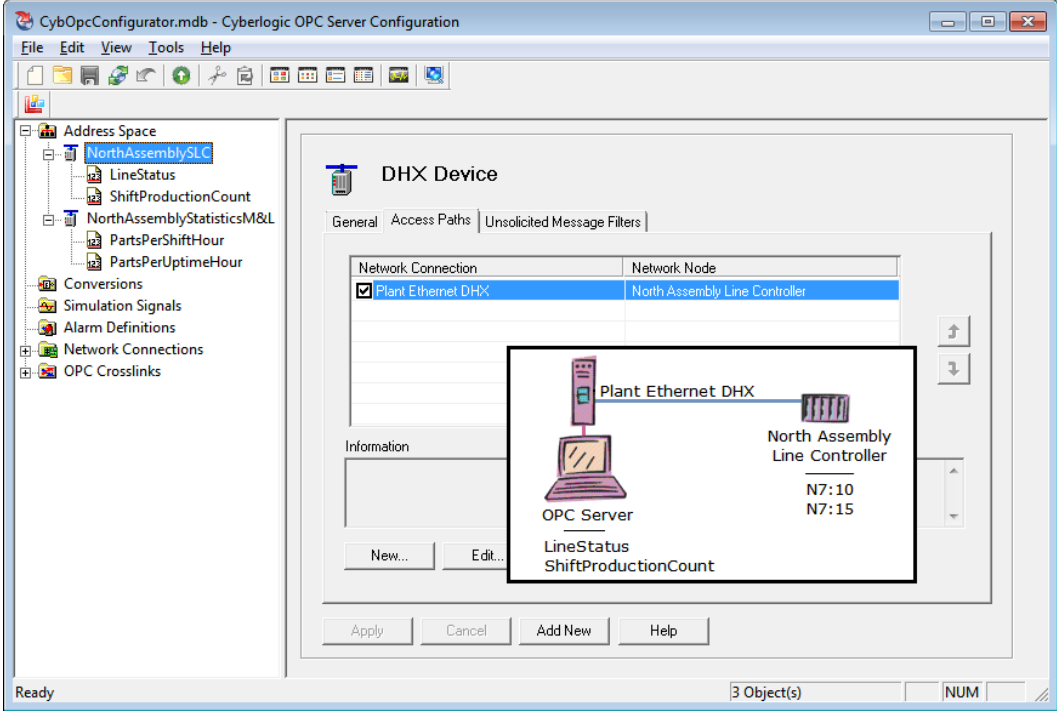 CybOpcConfigurator.mdb - Cyberlogic OPC Server Configuration
File Edit View Tools Help
Address Space
NorthAssemblySLC
LineStatus
ShiftProductionCount
NorthAssemblyStatisticsM&L
PartsPerShiftHour
PartsPerUptimeHour
Conversions
Simulation Signals
Alarm Definitions
Network Connections
OPC Crosslinks
DHX Device
General Access Paths Unsolicited Message Filters
Network Connection Network Node
Plant Ethernet DHX North Assembly Line Controller
Information
New... Edit...
Plant Ethernet DHX
North Assembly
Line Controller
N7:10
N7:15
OPC Server
LineStatus
ShiftProductionCount
Apply Cancel Add New Help
Ready 3 Object(s) NUM